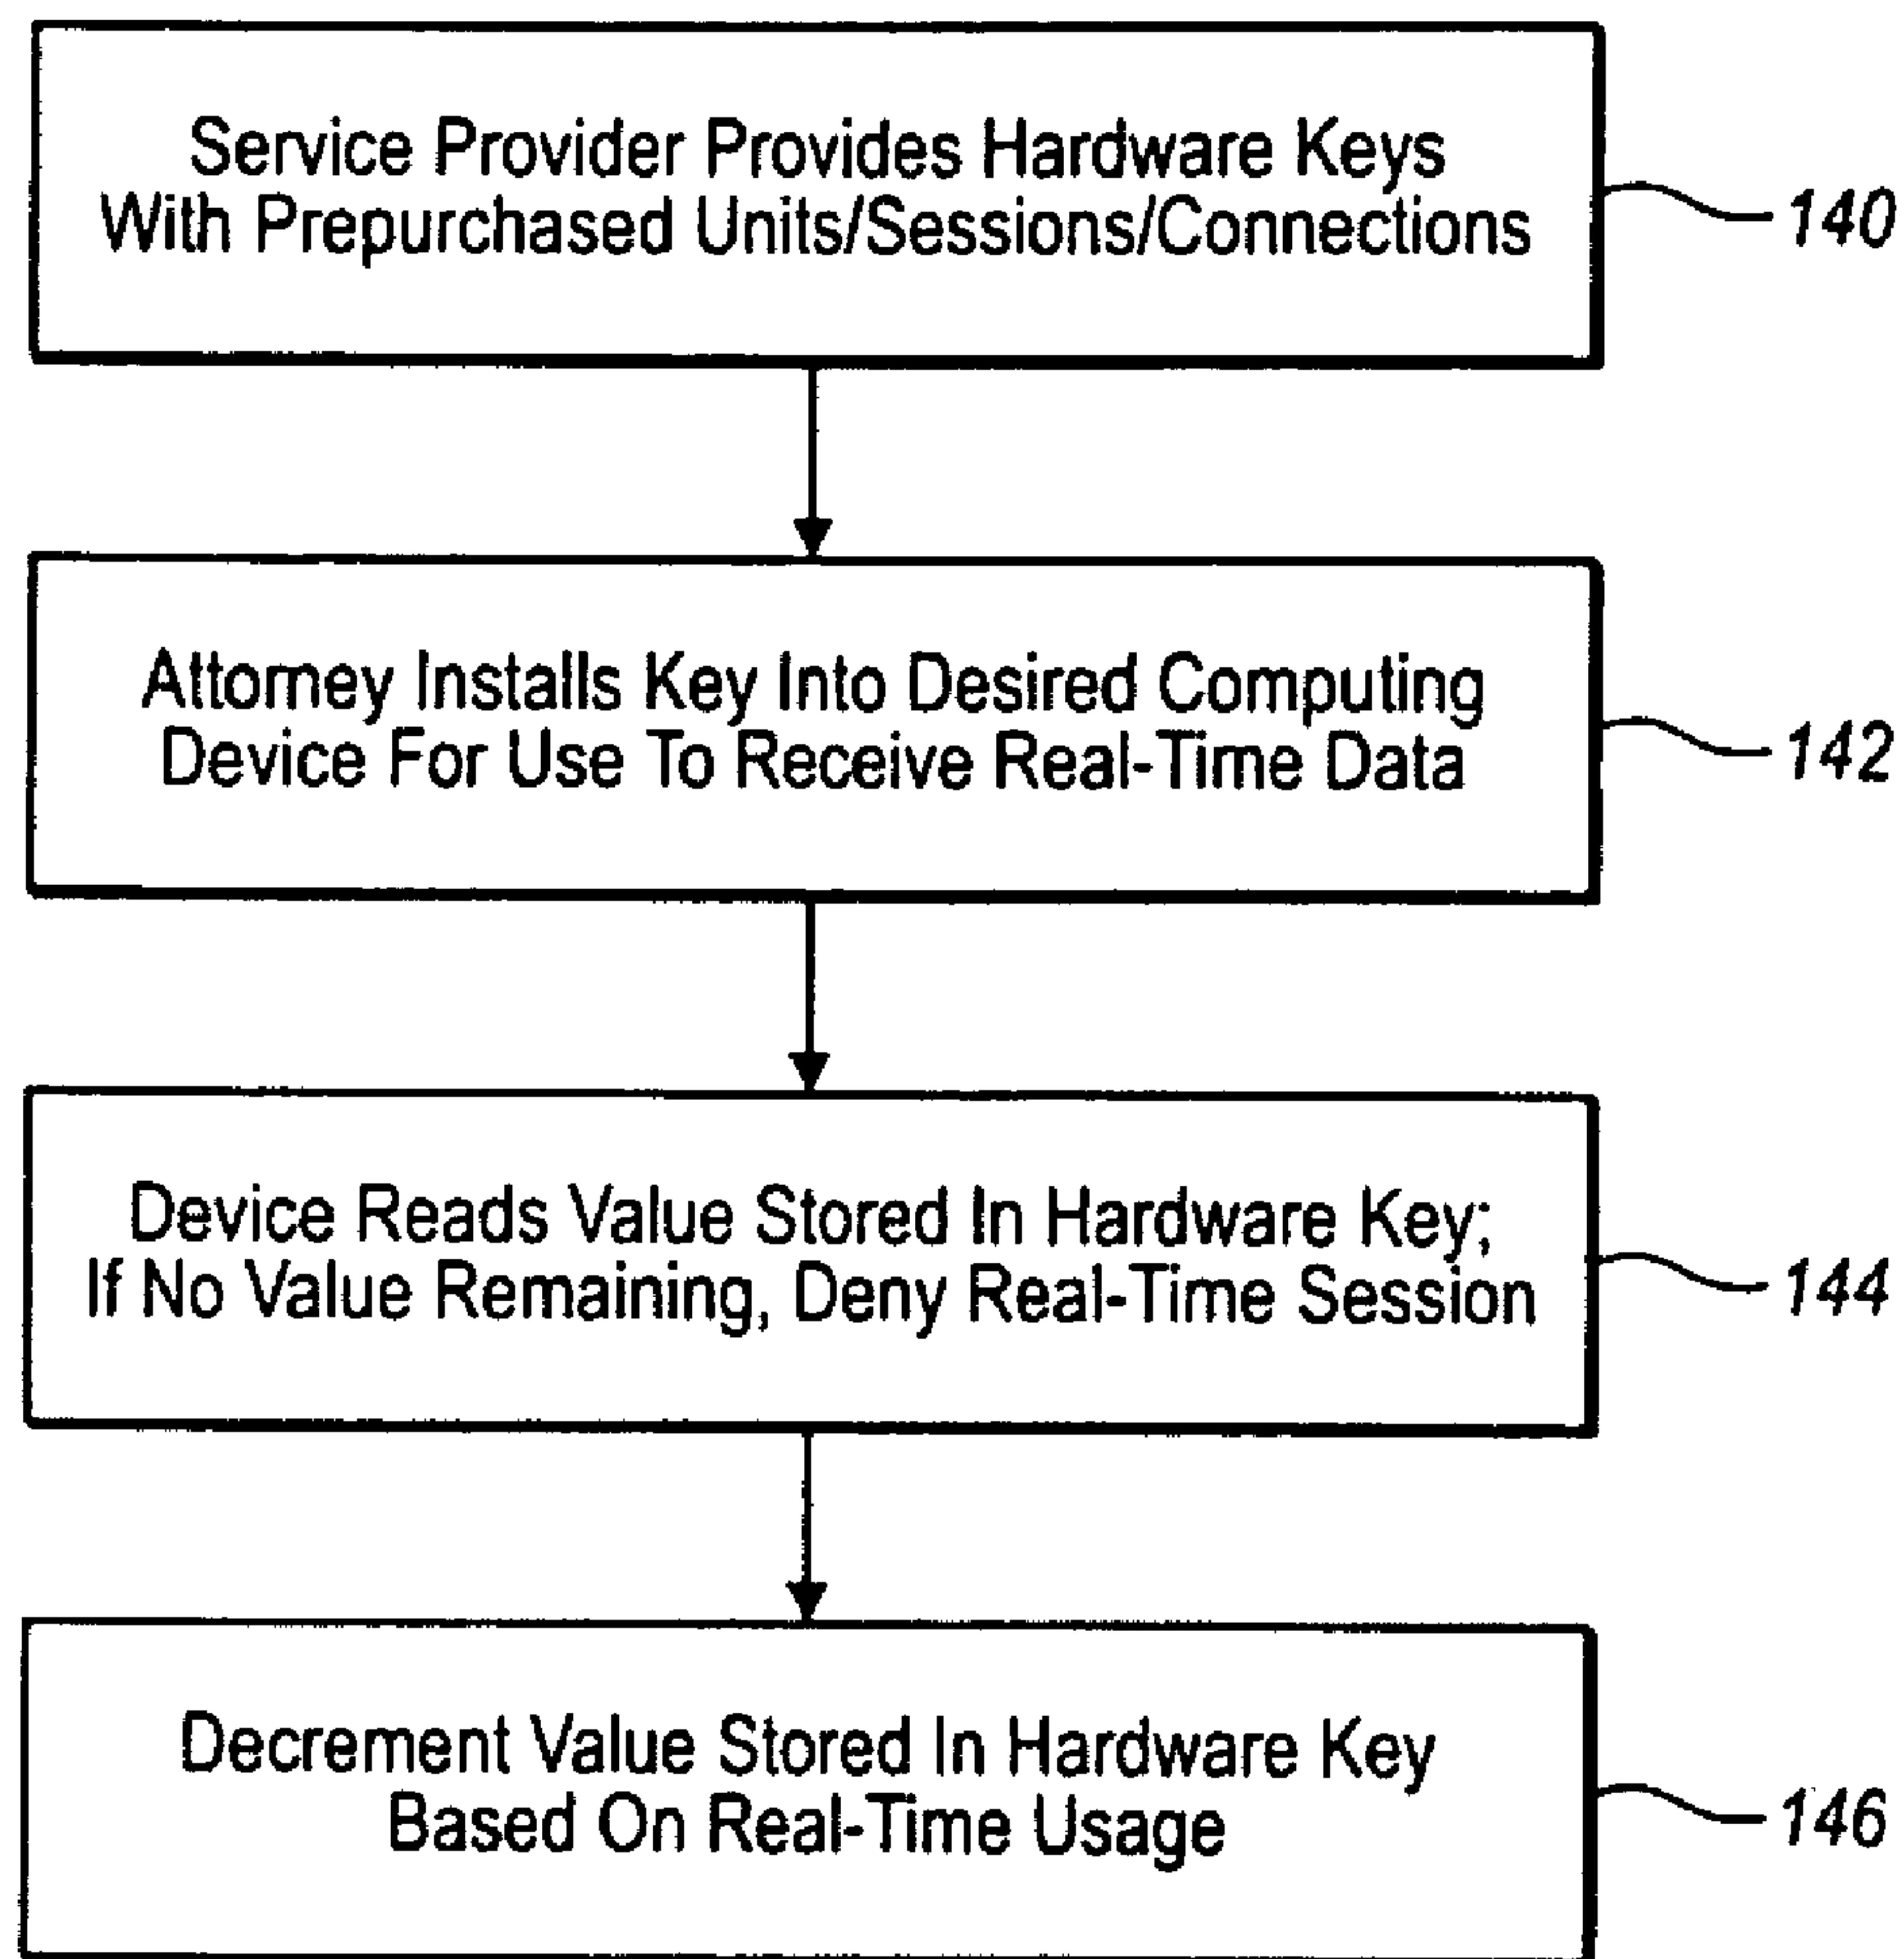 Service Provider Provides Hardware Keys
With Prepurchased Units/Sessions/Connections
140
Attorney Installs Key Into Desired Computing
Device For Use To Receive Real-Time Data
142
Device Reads Value Stored In Hardware Key;
If No Value Remaining, Deny Real-Time Session
144
Decrement Value Stored In Hardware Key
Based On Real-Time Usage
146